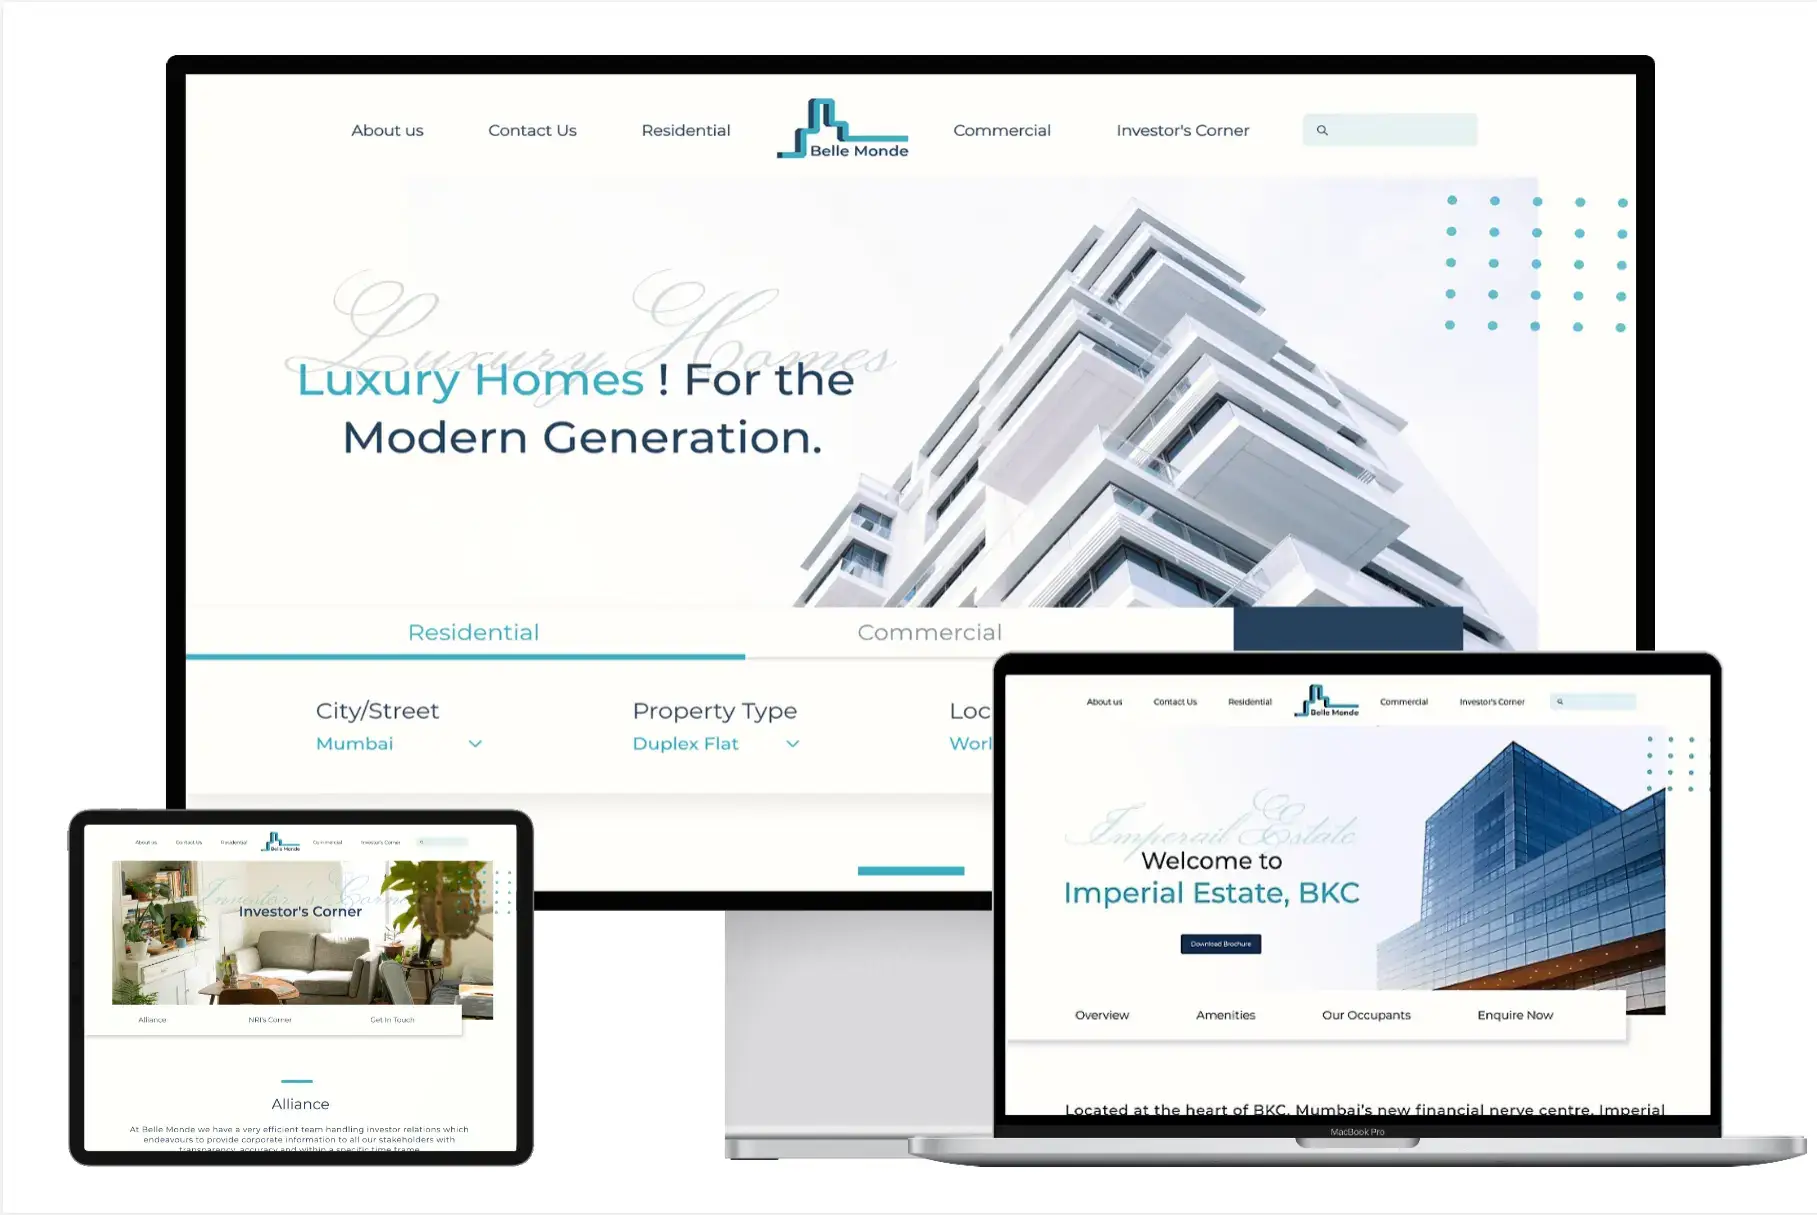 About us
Contact Us
Residential
Belle Monde
Commercial
Investor's Corner
Luxury Homes
Luxury Homes ! For the
Modern Generation.
Residential
Commercial
City/Street
Mumbai
Property Type
Duplex Flat
Loc
Worl
About us
Contact Us
Residential
Belle Monde
Commercial
Investor's Corner
Imperail Estate
Welcome to
Imperial Estate, BKC
Download Brochure
Overview
Amenities
Our Occupants
Enquire Now
Located at the heart of BKC, Mumbai's new financial nerve centre, Imperial
MacBook Pro
About us
Contact Us
Residential
Belle Monde
Commercial
Investor's Corner
Investor's Corne
Investor's Corner
Alliance
NRI's Corner
Get In Touch
Alliance
At Belle Monde we have a very efficient team handling investor relations which
endeavours to provide corporate information to all our stakeholders with
transparency, accuracy and within a specific time frame.